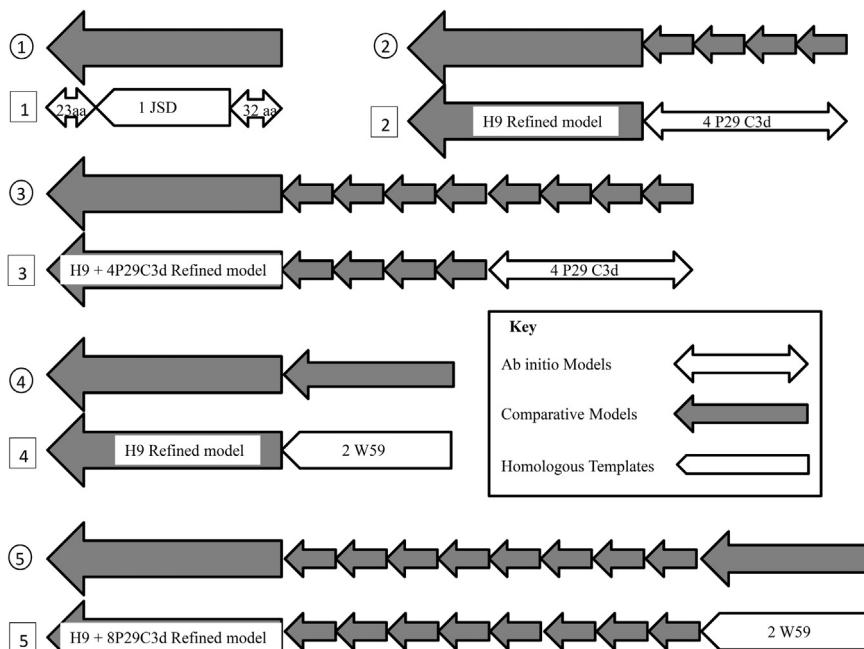 1
1
23aa
1 JSD
32 aa
2
2
H9 Refined model
4 P29 C3d
3
3
H9 + 4P29C3d Refined model
4 P29 C3d
Key
Ab initio Models
Comparative Models
Homologous Templates
4
4
H9 Refined model
2 W59
5
5
H9 + 8P29C3d Refined model
2 W59